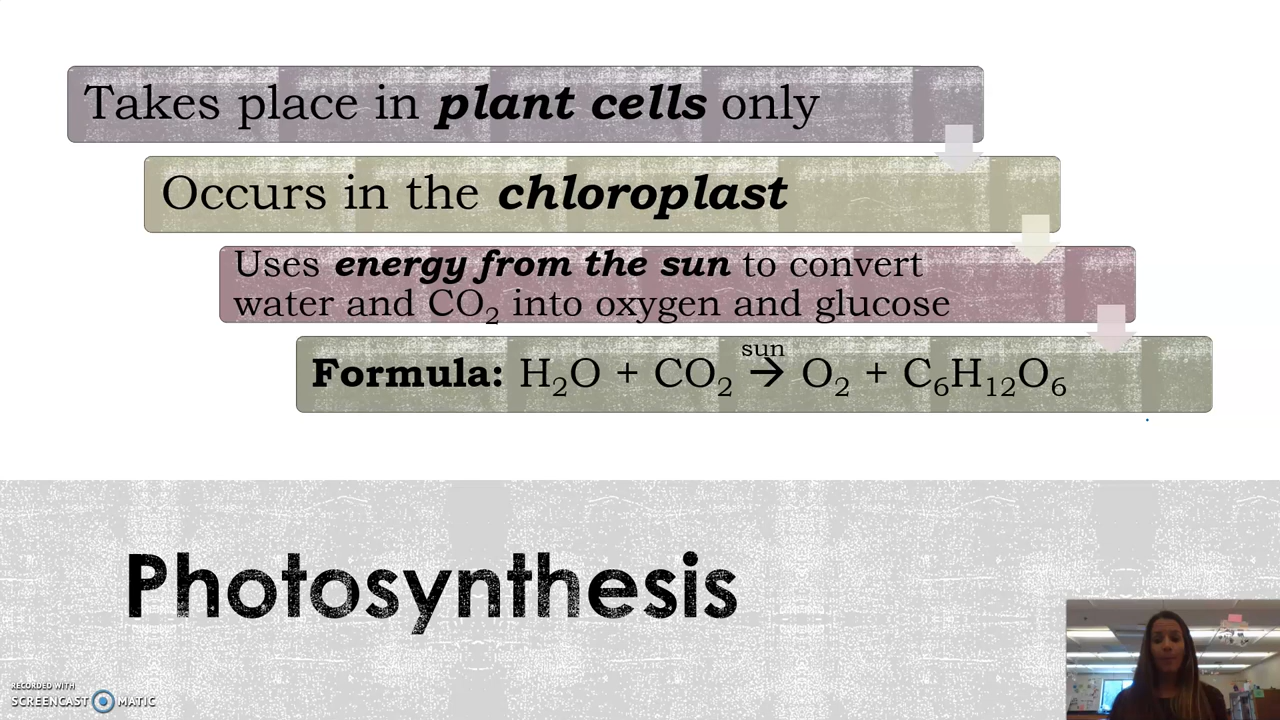 Takes place in plant cells only
Occurs in the chloroplast
Uses energy from the sun to convert
water and CO₂ into oxygen and glucose
sun
Formula: H₂O + CO₂ → O₂ + C₆H₁₂O₆
Photosynthesis
RECORDED WITH
SCREENCAST MATIC